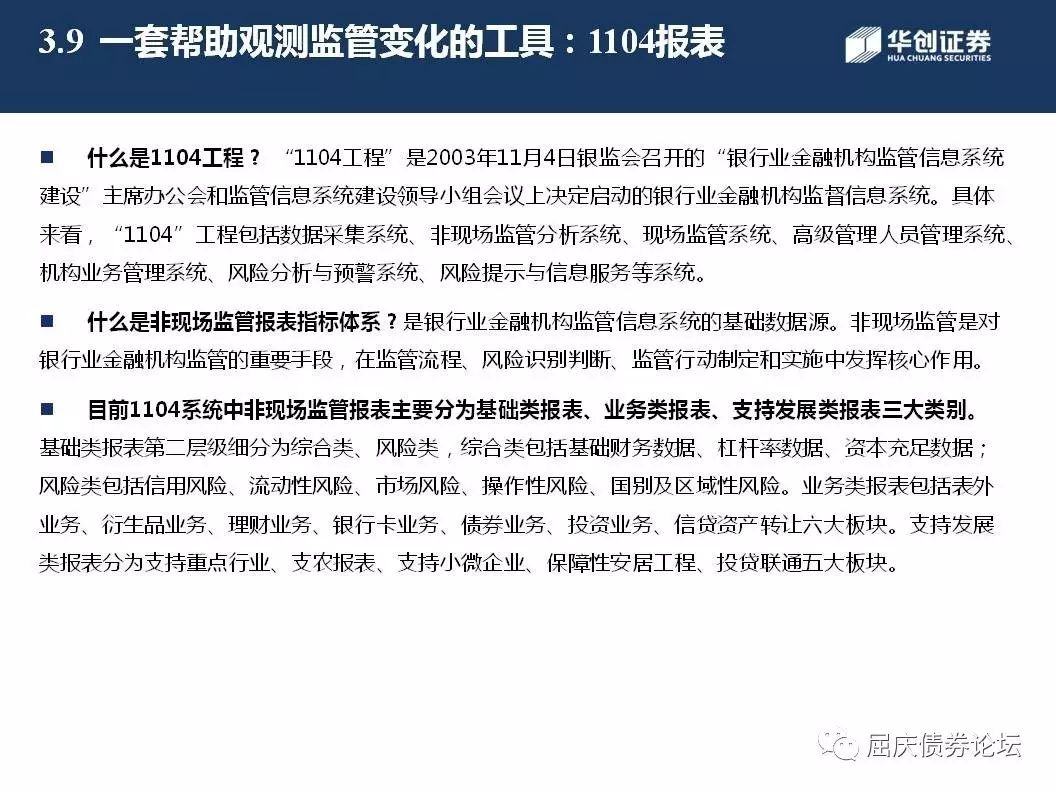 3.9 一套帮助观测监管变化的工具：1104报表
华创证券
HUA CHUANG SECURITIES
■ 什么是1104工程？ “1104工程”是2003年11月4日银监会召开的“银行业金融机构监管信息系统
建设”主席办公会和监管信息系统建设领导小组会议上决定启动的银行业金融机构监督信息系统。具体
来看，“1104”工程包括数据采集系统、非现场监管分析系统、现场监管系统、高级管理人员管理系统、
机构业务管理系统、风险分析与预警系统、风险提示与信息服务等系统。
■ 什么是非现场监管报表指标体系？是银行业金融机构监管信息系统的基础数据源。非现场监管是对
银行业金融机构监管的重要手段，在监管流程、风险识别判断、监管行动制定和实施中发挥核心作用。
■ 目前1104系统中非现场监管报表主要分为基础类报表、业务类报表、支持发展类报表三大类别。
基础类报表第二层级细分为综合类、风险类，综合类包括基础财务数据、杠杆率数据、资本充足数据；
风险类包括信用风险、流动性风险、市场风险、操作性风险、国别及区域性风险。业务类报表包括表外
业务、衍生品业务、理财业务、银行卡业务、债券业务、投资业务、信贷资产转让六大板块。支持发展
类报表分为支持重点行业、支农报表、支持小微企业、保障性安居工程、投贷联通五大板块。
屈庆债券论坛